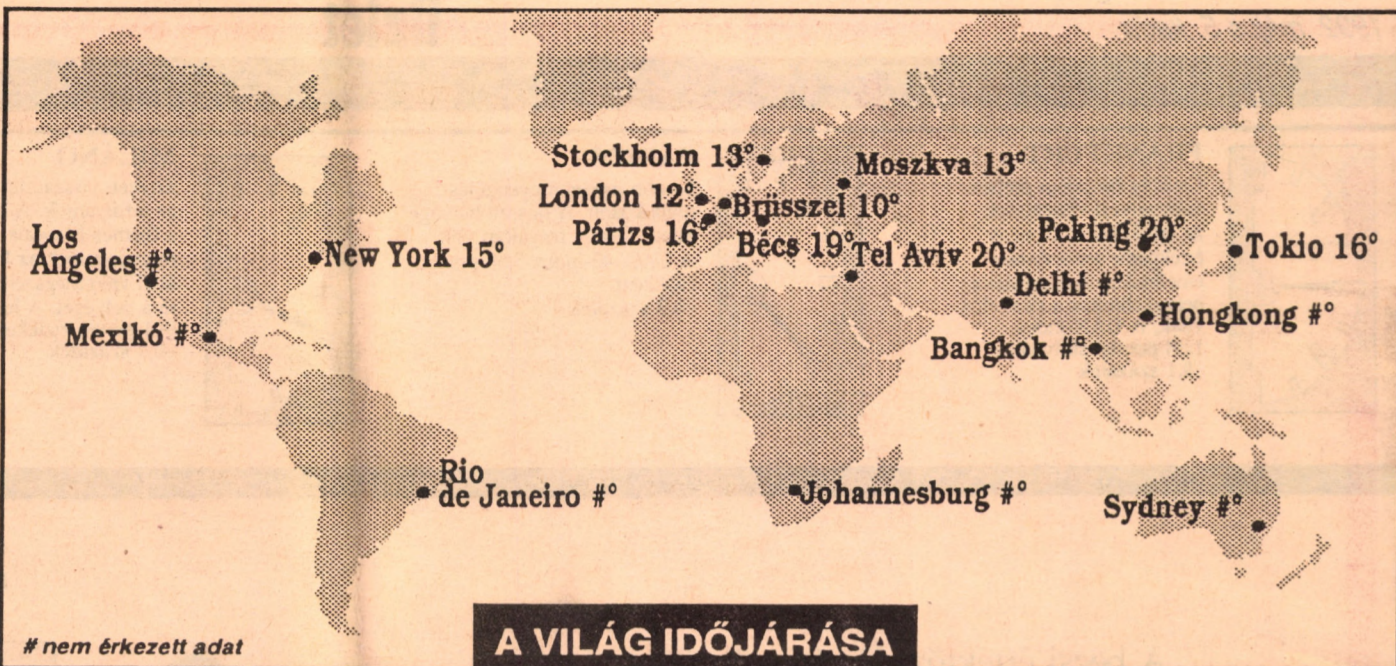 Stockholm 13°
Moszkva 13°
London 12°
Brüsszel 10°
Párizs 16°
Bécs 19°
Tel Aviv 20°
Peking 20°
Tokio 16°
Los
Angeles #°
New York 15°
Delhi #°
Mexikó #°
Hongkong #°
Bangkok #°
Rio
de Janeiro #°
Johannesburg #°
Sydney #°
# nem érkezett adat
A VILÁG IDŐJÁRÁSA